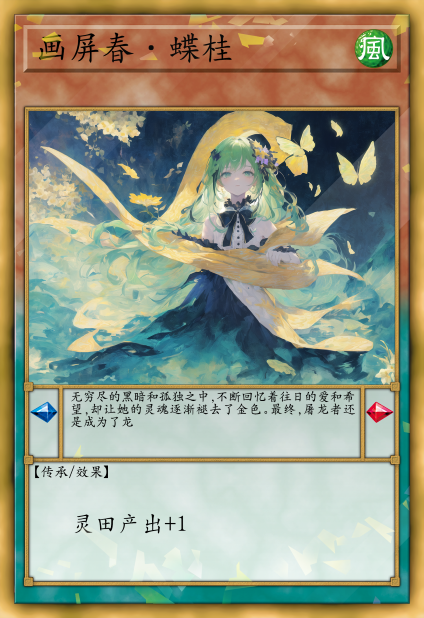 画屏春·蝶桂
風
无穷尽的黑暗和孤独之中,不断回忆着往日的爱和希
望,却让她的灵魂逐渐褪去了金色。最终,屠龙者还
是成为了龙
【传承/效果】
灵田产出+1